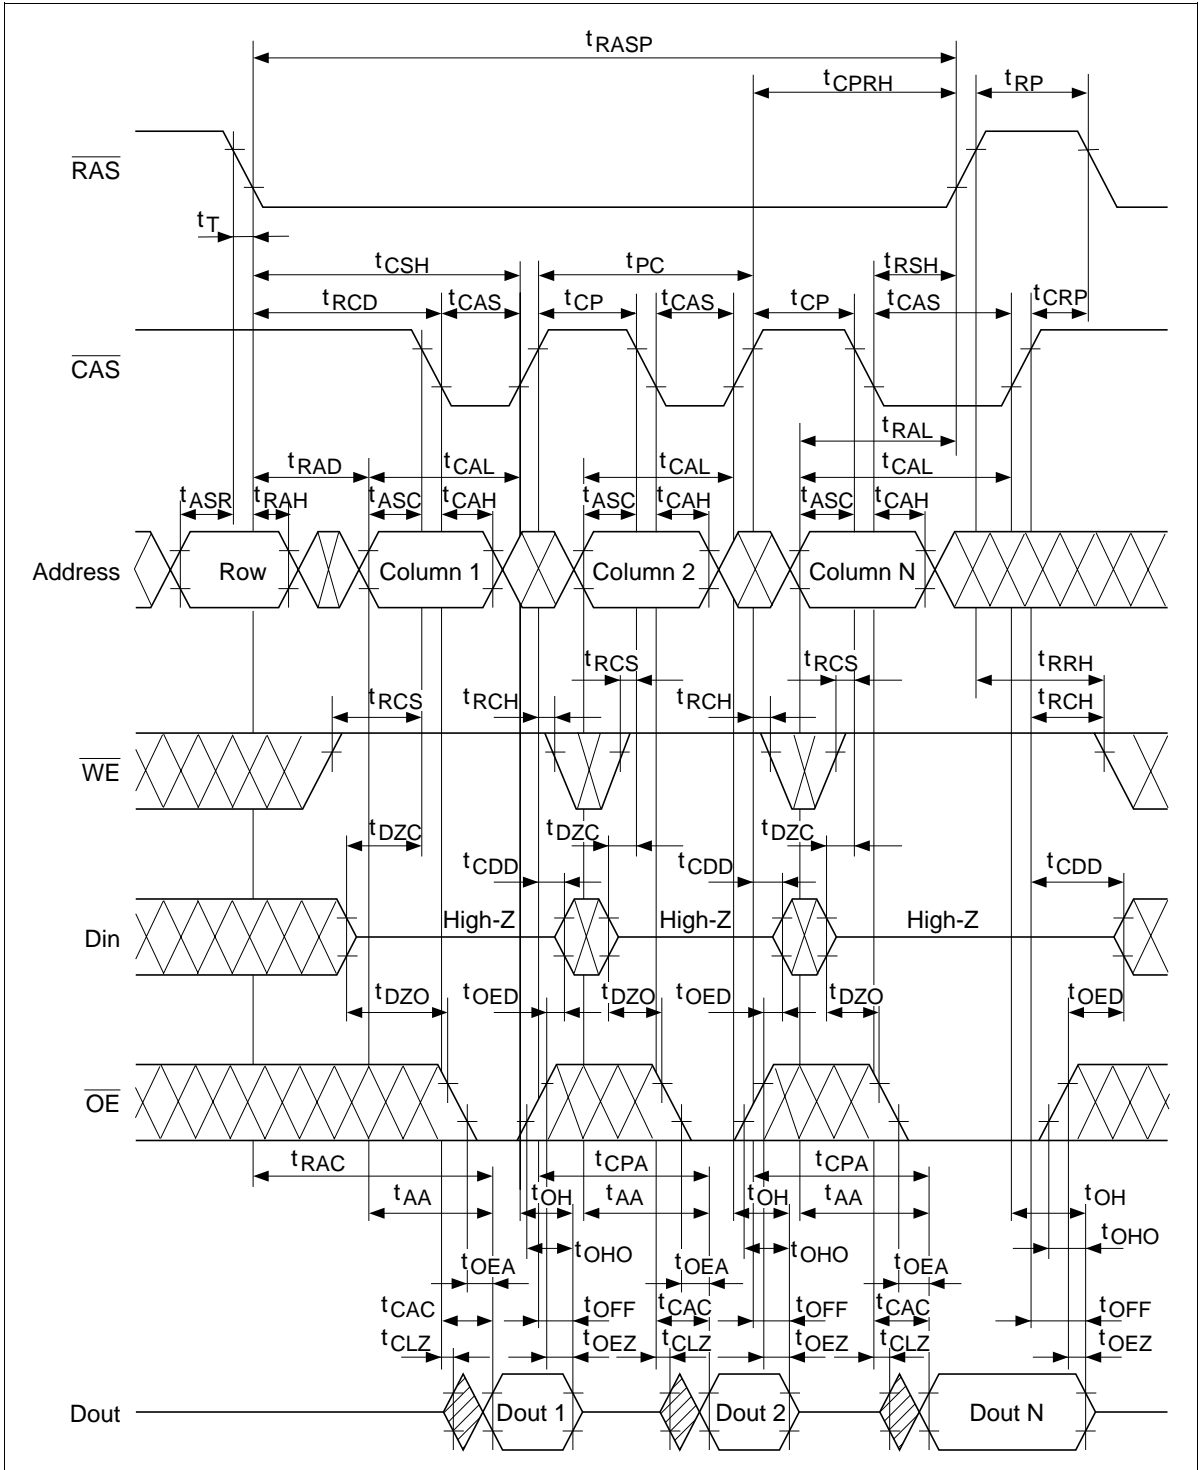 tRASP
tCPRH tRP
RAS
tT
tCSH tPC tRSH
tRCD tCAS tCP tCAS tCP tCAS tCRP
CAS
tRAL
tRAD tCAL tCAL tCAL
tASR tRAH tASC tCAH tASC tCAH tASC tCAH
Address Row Column 1 Column 2 Column N
tRCS tRCS tRRH
tRCS tRCH tRCH tRCH
WE
tDZC tDZC tDZC
tCDD tCDD tCDD
High-Z High-Z High-Z
Din
tDZO tOED tDZO tOED tDZO tOED
OE
tRAC tCPA tCPA
tAA tOH tAA tOH tAA tOH
tOHO tOHO tOHO
tOEA tOEA tOEA
tCAC tOFF tCAC tOFF tCAC tOFF
tCLZ tOEZ tCLZ tOEZ tCLZ tOEZ
Dout Dout 1 Dout 2 Dout N